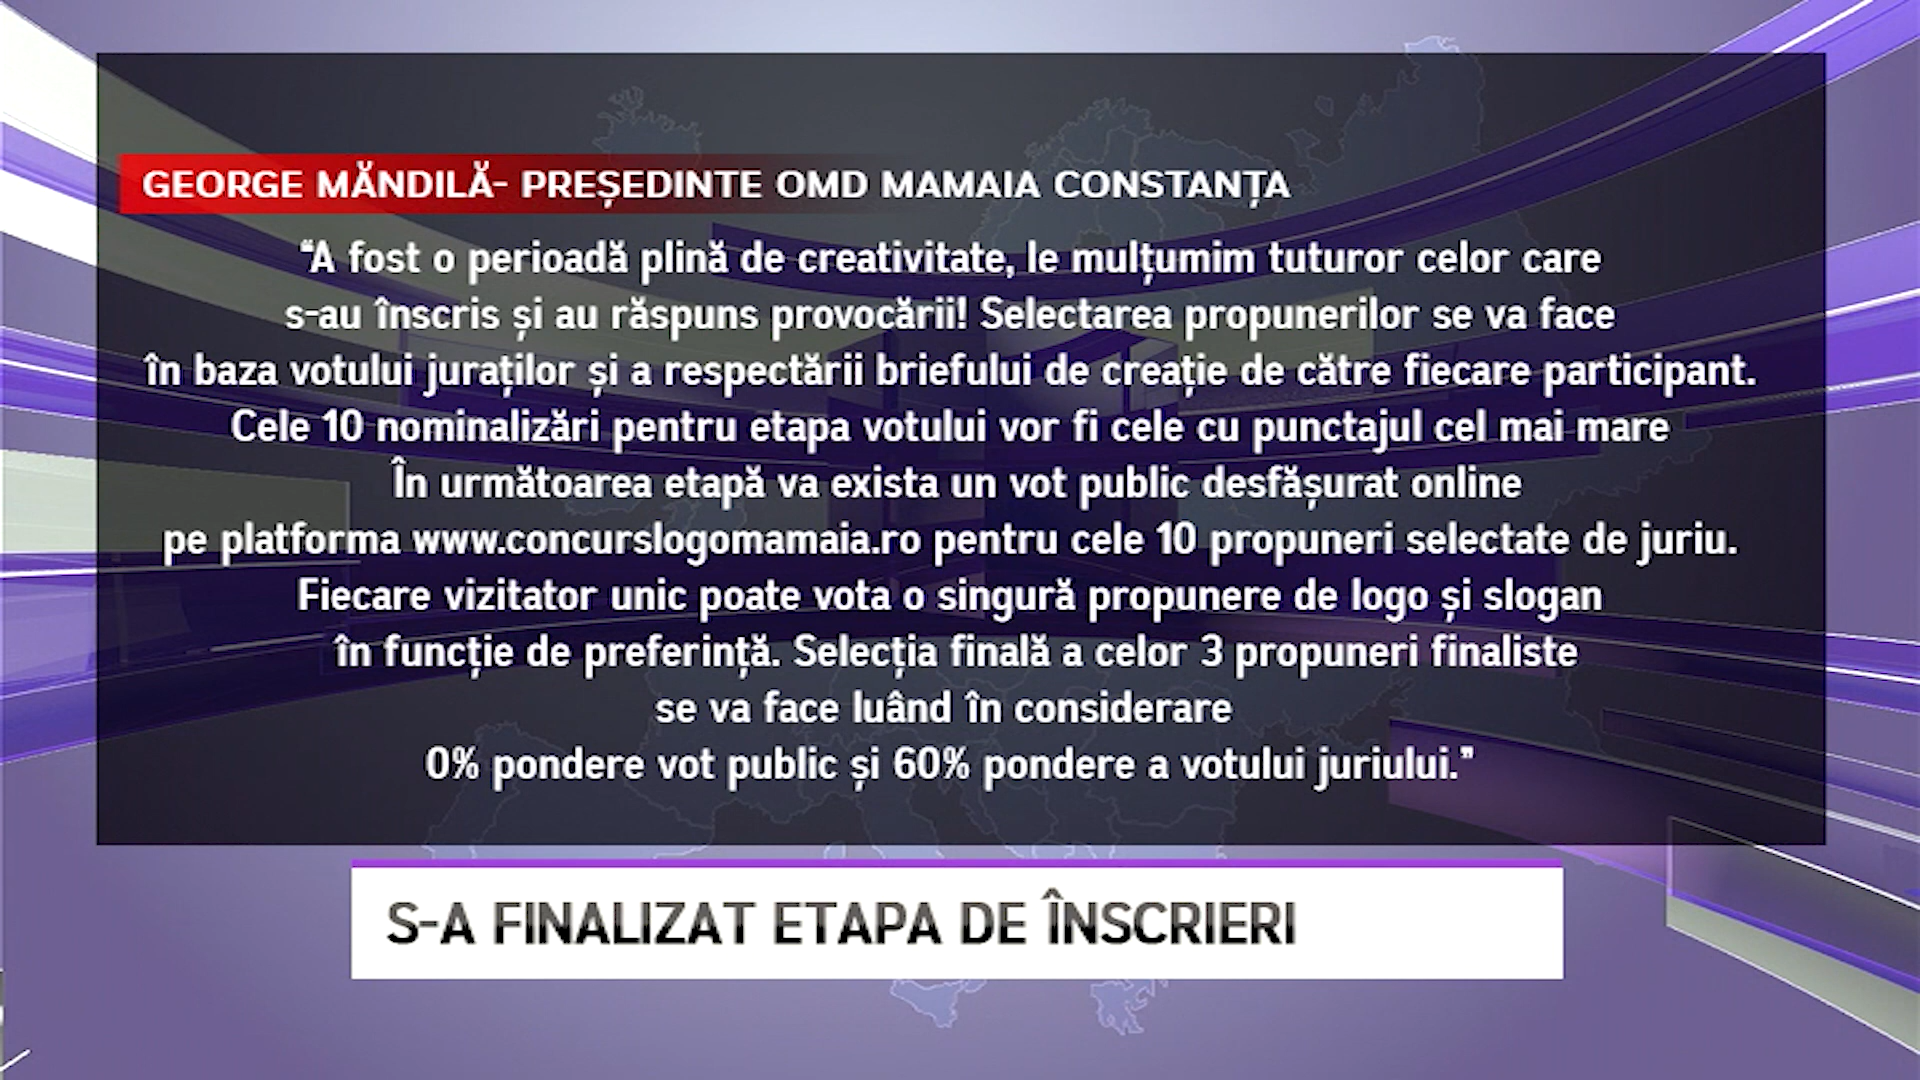 GEORGE MĂNDILĂ- PREȘEDINTE OMD MAMAIA CONSTANȚA
“A fost o perioadă plină de creativitate, le mulțumim tuturor celor care
s-au înscris și au răspuns provocării! Selectarea propunerilor se va face
în baza votului juraților și a respectării briefului de creație de către fiecare participant.
Cele 10 nominalizări pentru etapa votului vor fi cele cu punctajul cel mai mare
În următoarea etapă va exista un vot public desfășurat online
pe platforma www.concurslogomamaia.ro pentru cele 10 propuneri selectate de juriu.
Fiecare vizitator unic poate vota o singură propunere de logo și slogan
în funcție de preferință. Selecția finală a celor 3 propuneri finaliste
se va face luând în considerare
0% pondere vot public și 60% pondere a votului juriului.”
S-A FINALIZAT ETAPA DE ÎNSCRIERI